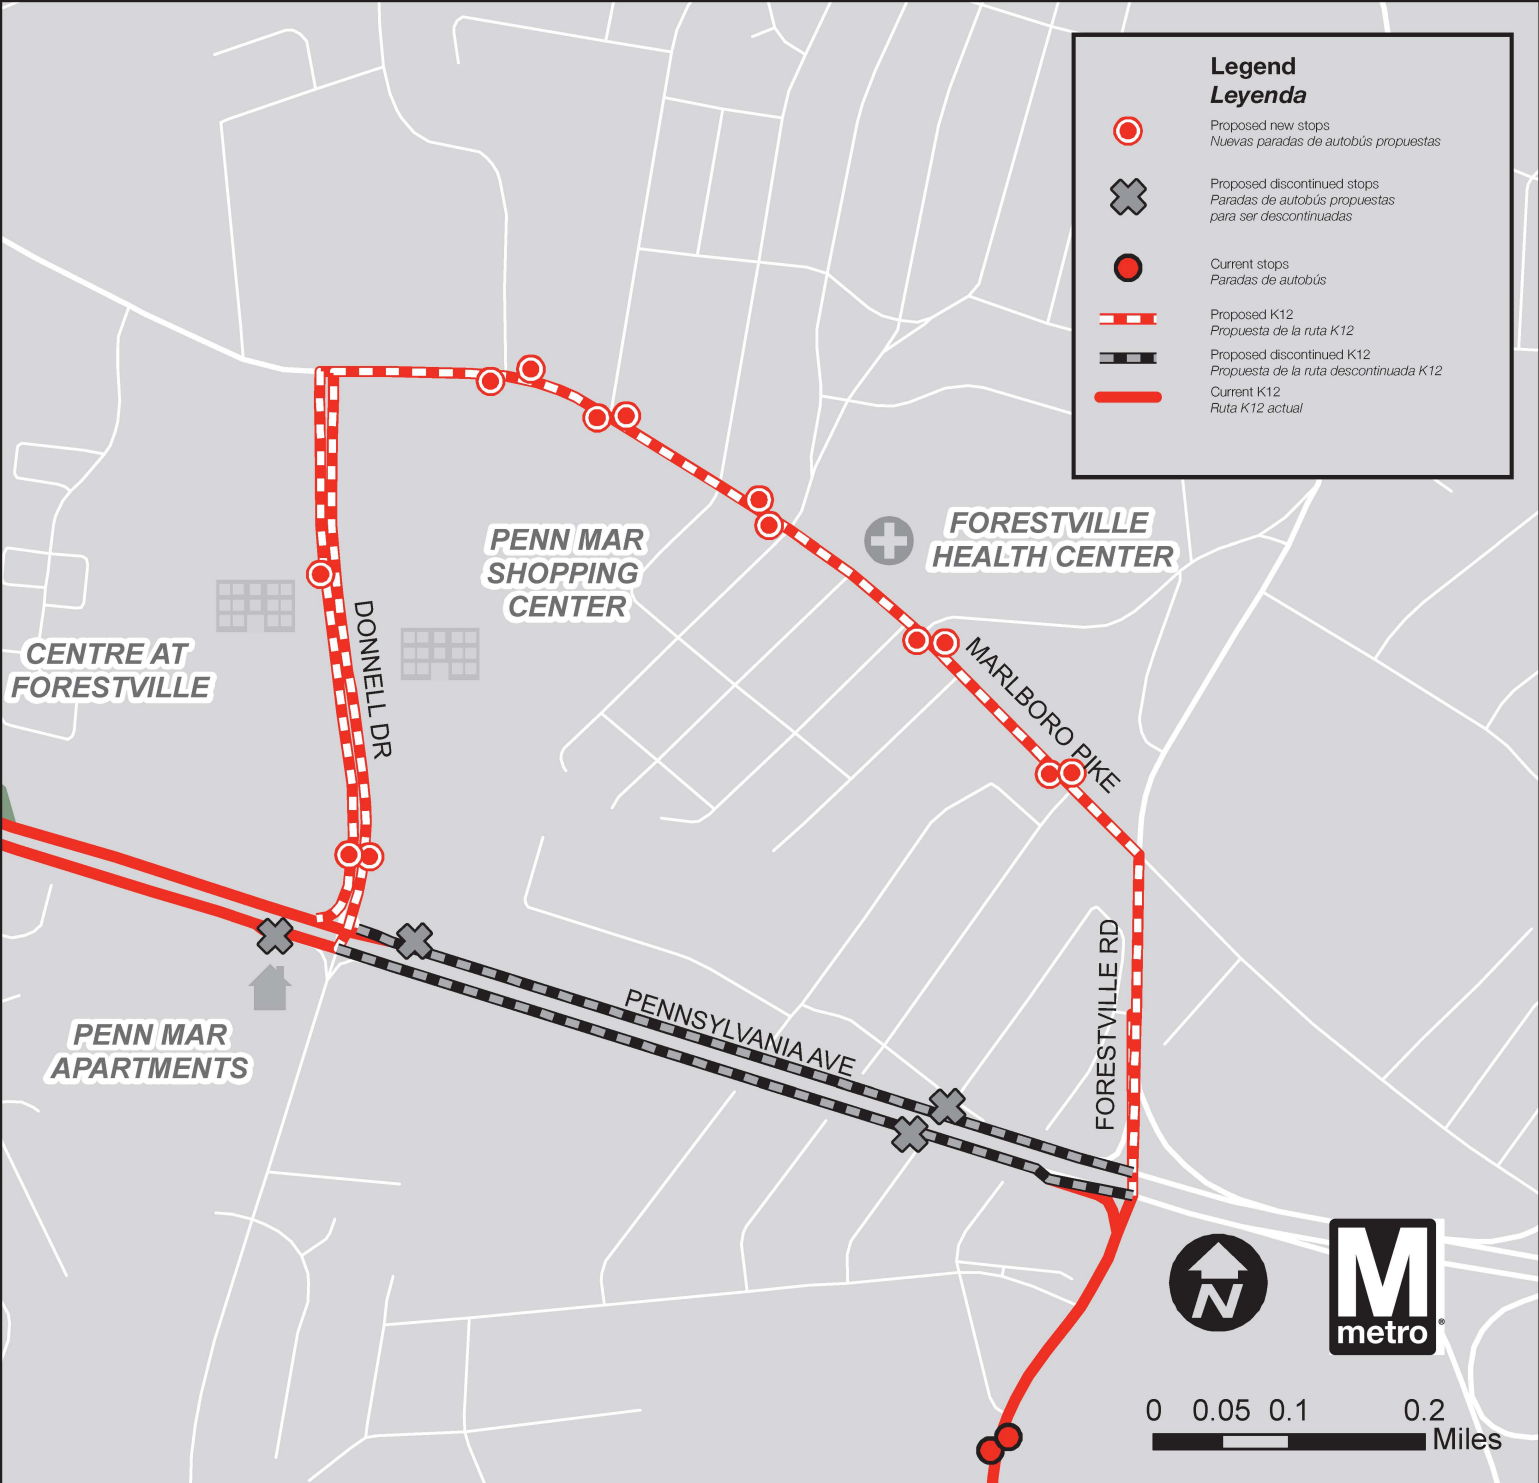 Legend
Leyenda
Proposed new stops
Nuevas paradas de autobús propuestas
Proposed discontinued stops
Paradas de autobús propuestas
para ser descontinuadas
Current stops
Paradas de autobús
Proposed K12
Propuesta de la ruta K12
Proposed discontinued K12
Propuesta de la ruta descontinuada K12
Current K12
Ruta K12 actual
PENN MAR
SHOPPING
CENTER
FORESTVILLE
HEALTH CENTER
CENTRE AT
FORESTVILLE
DONNELL DR
MARLBORO PIKE
FORESTVILLE RD
PENNSYLVANIA AVE
PENN MAR
APARTMENTS
N
M
metro®
0 0.05 0.1 0.2
Miles